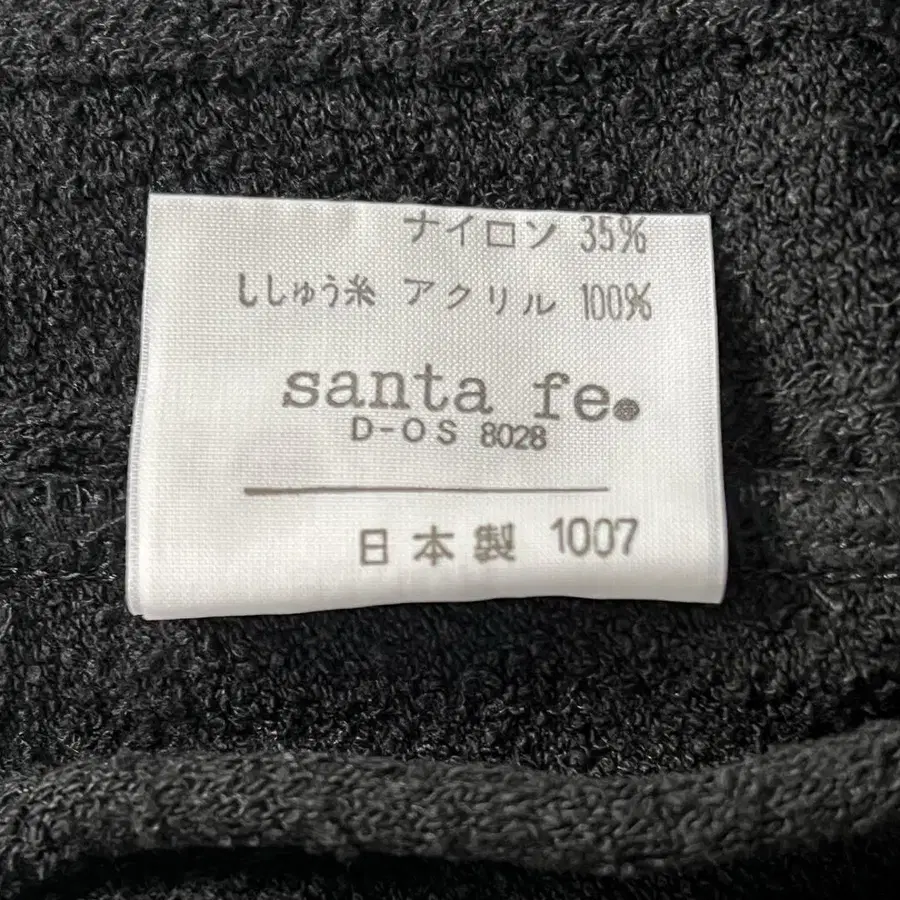 ナイロン 35%
ししゅう糸 アクリル 100%
santa fe.
D-OS 8028
日本製 1007